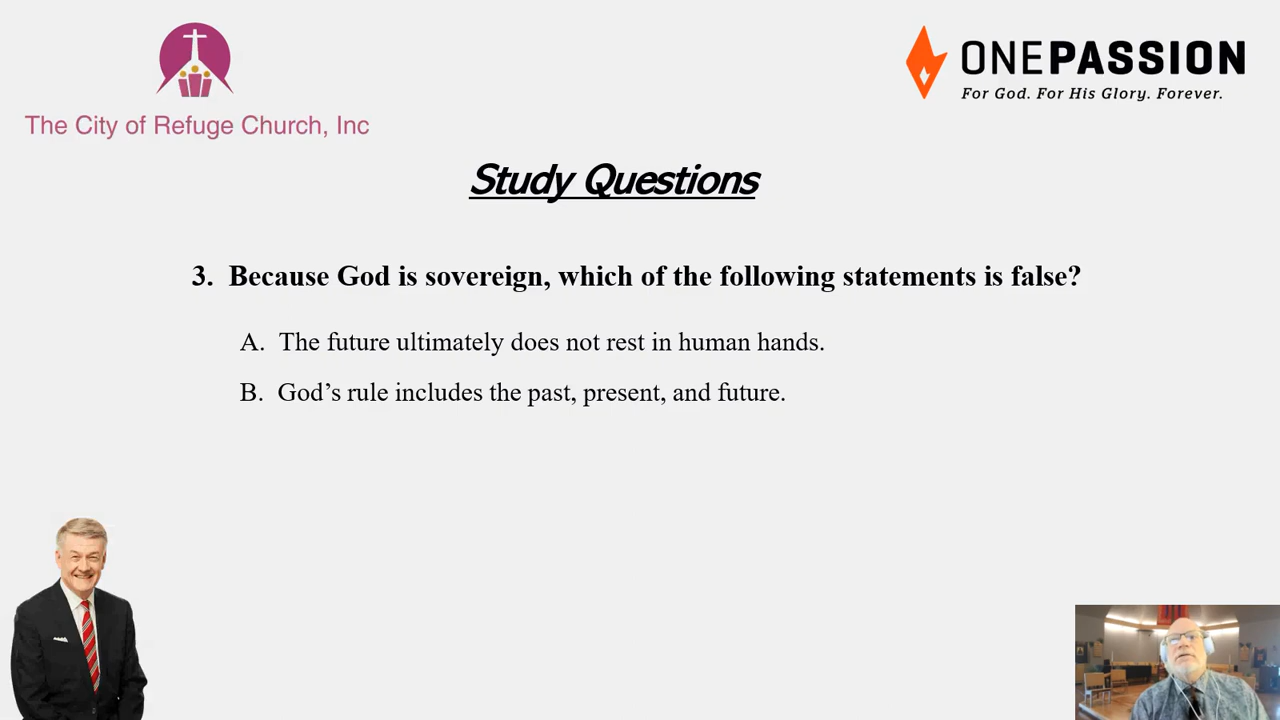 The City of Refuge Church, Inc
ONEPASSION
For God. For His Glory. Forever.
Study Questions
3. Because God is sovereign, which of the following statements is false?
A. The future ultimately does not rest in human hands.
B. God’s rule includes the past, present, and future.